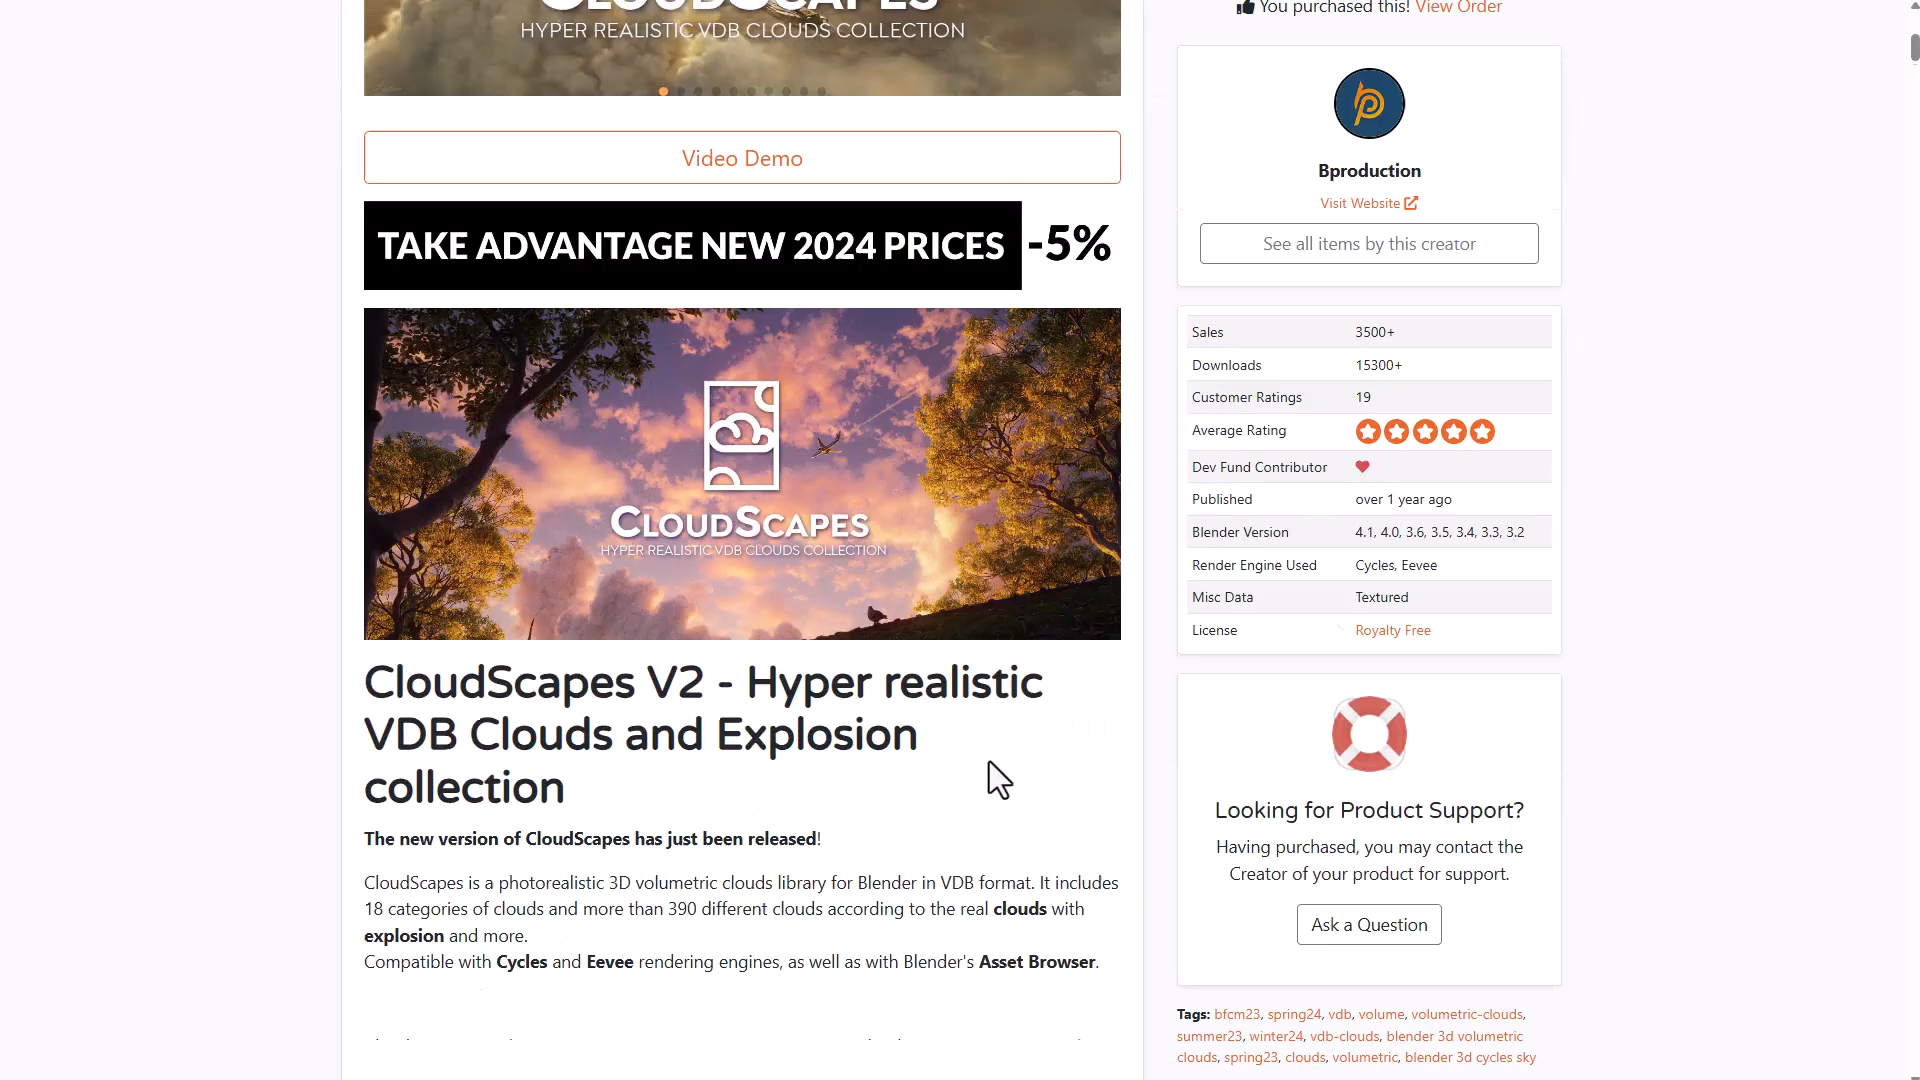 CLOUDSCAPES
HYPER REALISTIC VDB CLOUDS COLLECTION
Video Demo
TAKE ADVANTAGE NEW 2024 PRICES -5%
CLOUDSCAPES
HYPER REALISTIC VDB CLOUDS COLLECTION
CloudScapes V2 - Hyper realistic
VDB Clouds and Explosion
collection
The new version of CloudScapes has just been released!
CloudScapes is a photorealistic 3D volumetric clouds library for Blender in VDB format. It includes
18 categories of clouds and more than 390 different clouds according to the real clouds with
explosion and more.
Compatible with Cycles and Eevee rendering engines, as well as with Blender's Asset Browser.
You purchased this! View Order
Bproduction
Visit Website
See all items by this creator
Sales 3500+
Downloads 15300+
Customer Ratings 19
Average Rating
Dev Fund Contributor
Published over 1 year ago
Blender Version 4.1, 4.0, 3.6, 3.5, 3.4, 3.3, 3.2
Render Engine Used Cycles, Eevee
Misc Data Textured
License Royalty Free
Looking for Product Support?
Having purchased, you may contact the
Creator of your product for support.
Ask a Question
Tags: bfcm23, spring24, vdb, volume, volumetric-clouds,
summer23, winter24, vdb-clouds, blender 3d volumetric
clouds, spring23, clouds, volumetric, blender 3d cycles sky